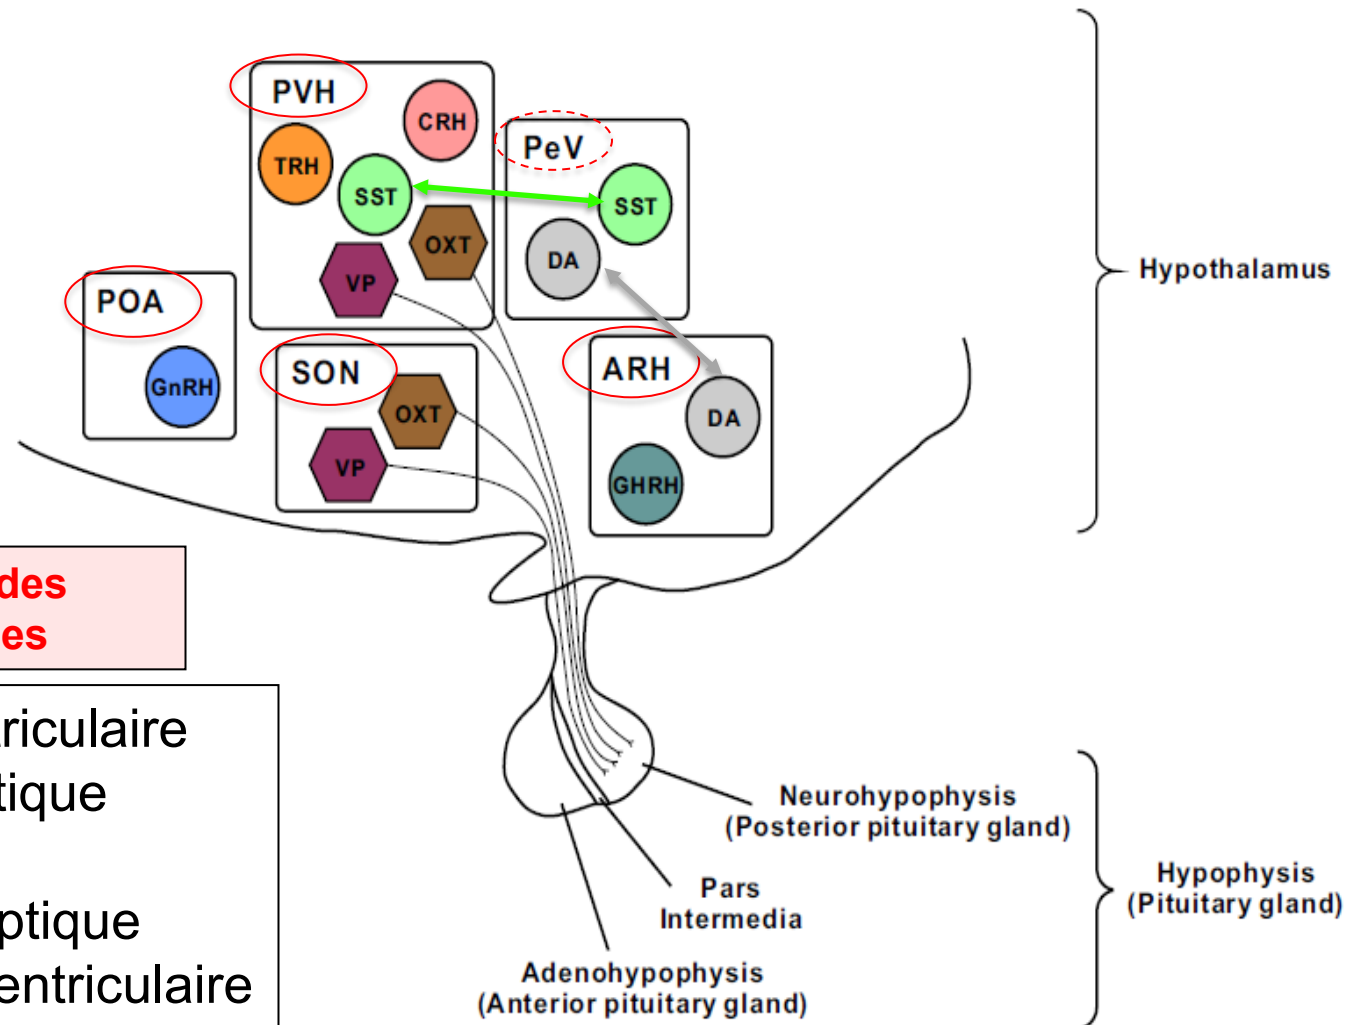 PVH
CRH
TRH
SST
OXT
VP
PeV
SST
DA
Hypothalamus
POA
GnRH
SON
OXT
VP
ARH
DA
GHRH
des
es
riculaire
tique
ptique
entriculaire
Neurohypophysis
(Posterior pituitary gland)
Pars
Intermedia
Adenohypophysis
(Anterior pituitary gland)
Hypophysis
(Pituitary gland)